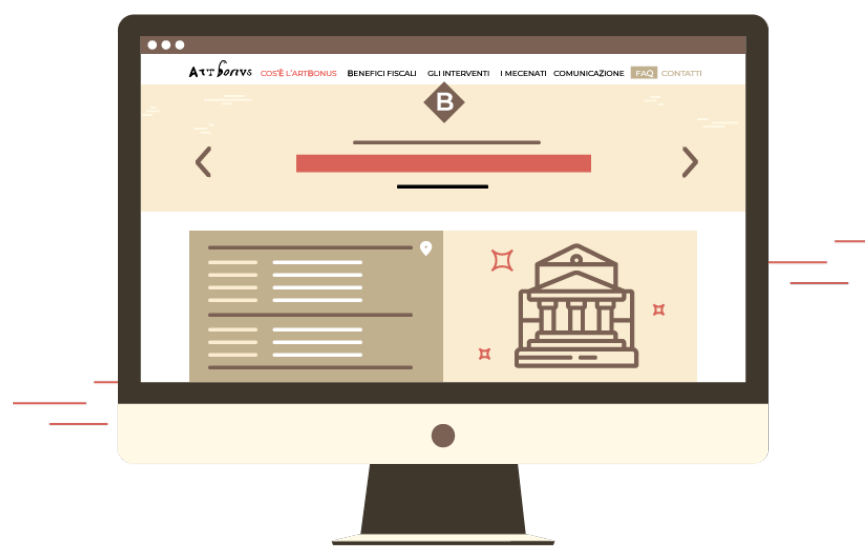 ArtBonus COS'È L'ARTBONUS BENEFICI FISCALI GLI INTERVENTI I MECENATI COMUNICAZIONE FAQ CONTATTI
B